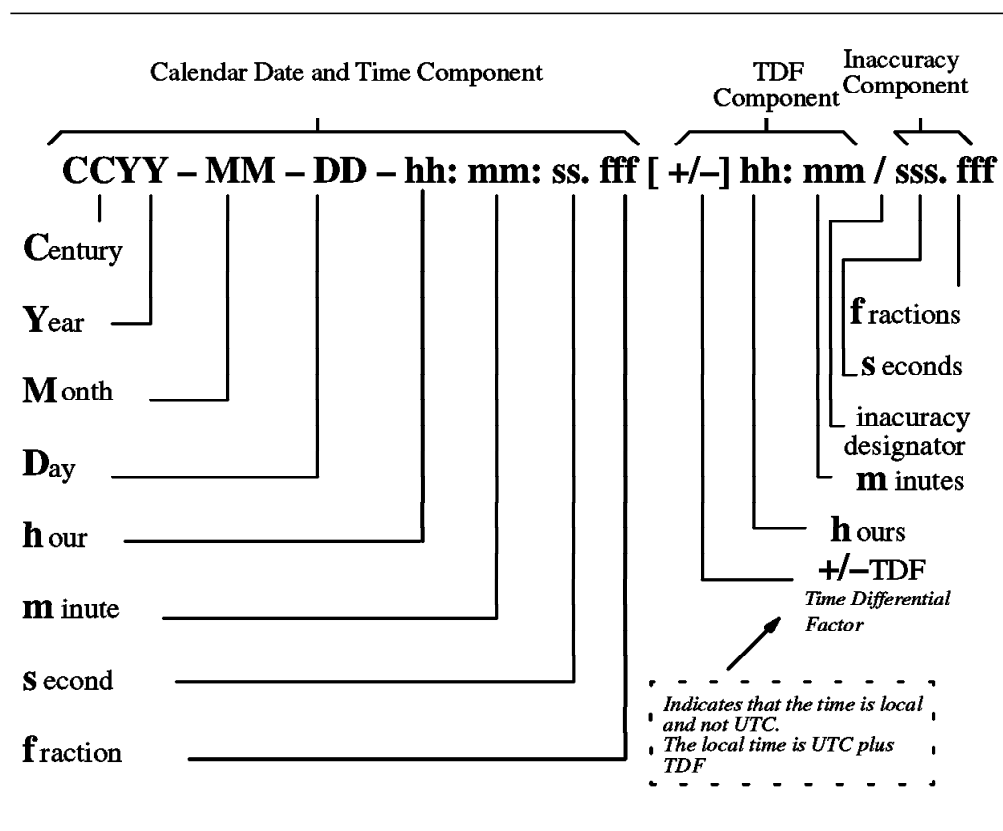 Calendar Date and Time Component
TDF
Component
Inaccuracy
Component
CCYY – MM – DD – hh: mm: ss. fff [ +/–] hh: mm / sss. fff
Century
Year
Month
Day
hour
minute
second
fraction
fractions
seconds
inacuracy
designator
minutes
hours
+/–TDF
Time Differential
Factor
Indicates that the time is local
and not UTC.
The local time is UTC plus
TDF